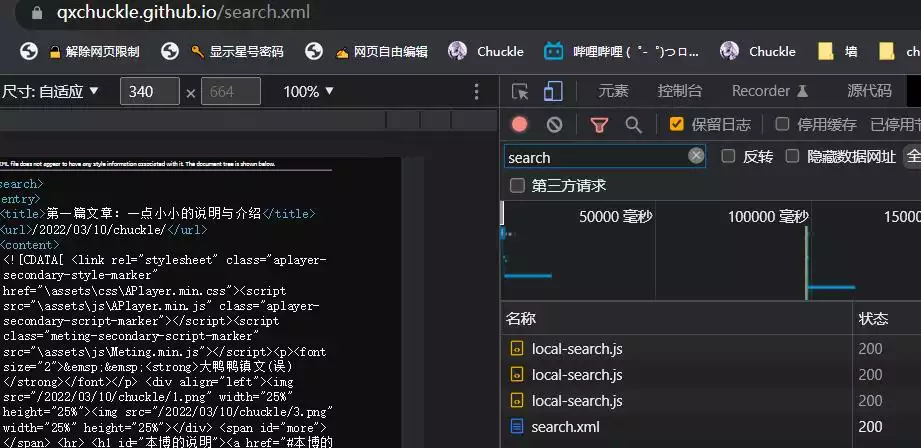 qxchuckle.github.io/search.xml
解除网页限制 显示星号密码 网页自由编辑 Chuckle 哔哩哔哩 ( ゜- ゜)つロ... Chuckle 墙 ch
尺寸: 自适应 ▼ 340 × 664 100% ▼
元素 控制台 Recorder 源代码
保留日志 停用缓存 已停用节
search 反转 隐藏数据网址 全
第三方请求
50000 毫秒 100000 毫秒 15000
名称 状态
local-search.js 200
local-search.js 200
local-search.js 200
search.xml 200
XML file does not appear to have any style information associated with it. The document tree is shown below.
search>
entry>
<title>第一篇文章：一点小小的说明与介绍</title>
<url>/2022/03/10/chuckle/</url>
<content>
<![CDATA[ <link rel="stylesheet" class="aplayer-
secondary-style-marker"
href="\assets\css\APlayer.min.css"><script
src="\assets\js\APlayer.min.js" class="aplayer-
secondary-script-marker"></script><script
class="meting-secondary-script-marker"
src="\assets\js\Meting.min.js"></script><p><font
size="2">&emsp;&emsp;<strong>大鸭鸭镇文(误)
</strong></font></p> <div align="left"><img
src="/2022/03/10/chuckle/1.png" width="25%"
height="25%"><img src="/2022/03/10/chuckle/3.png"
width="25%" height="25%"></div> <span id="more">
</span> <hr> <h1 id="本博的说明"><a href="#本博的